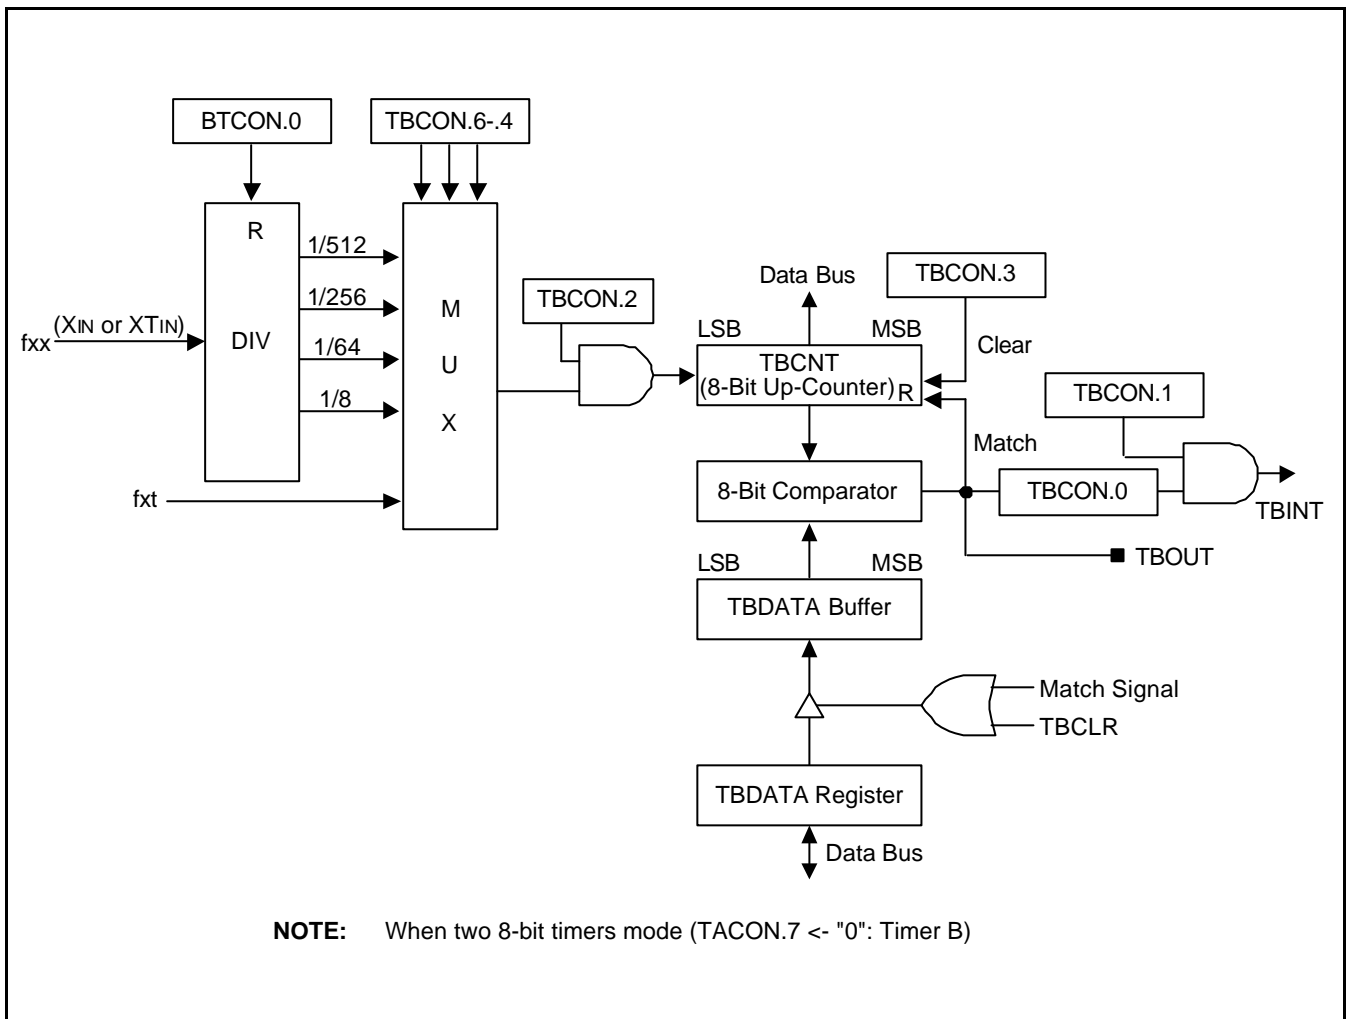 BTCON.0
TBCON.6-.4
R
1/512
1/256
1/64
1/8
DIV
fxx
(XIN or XTIN)
M
U
X
fxt
TBCON.2
Data Bus
TBCON.3
LSB
MSB
Clear
TBCNT
(8-Bit Up-Counter)
R
TBCON.1
Match
8-Bit Comparator
TBCON.0
TBINT
TBOUT
LSB
MSB
TBDATA Buffer
Match Signal
TBCLR
TBDATA Register
Data Bus
NOTE: When two 8-bit timers mode (TACON.7 <- "0": Timer B)